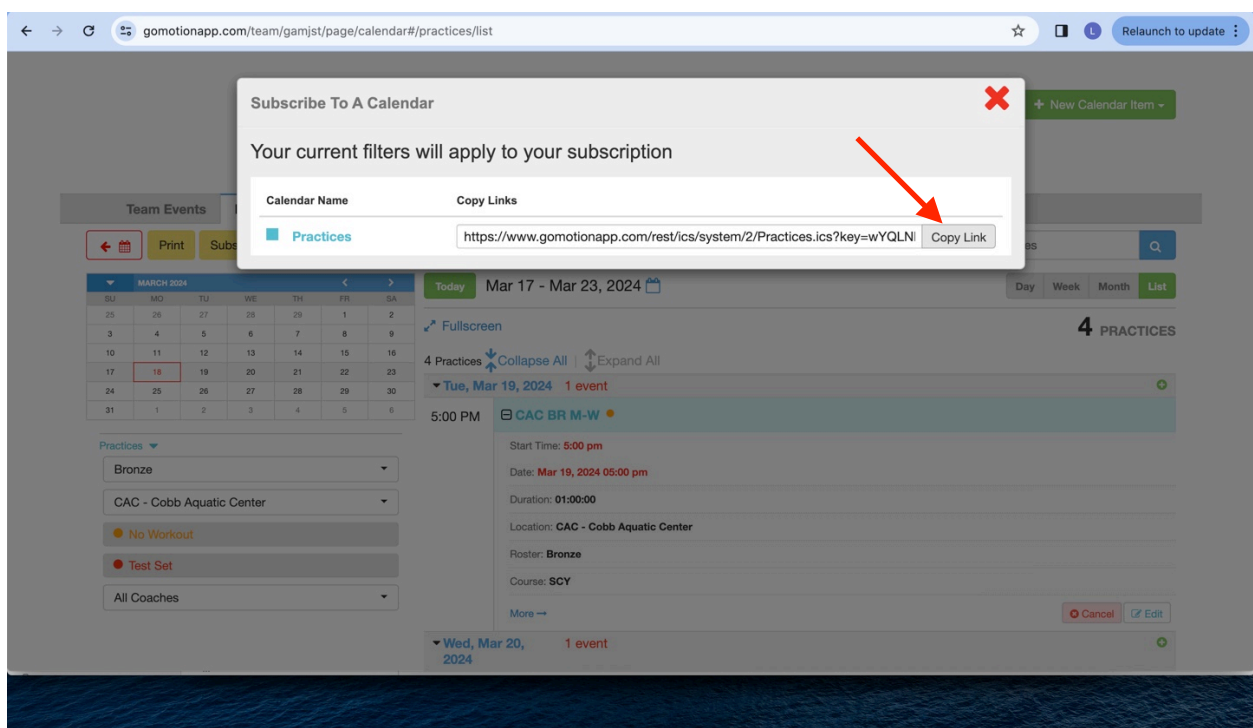 gomotionapp.com/team/gamjst/page/calendar#/practices/list
L
Relaunch to update
Subscribe To A Calendar
+ New Calendar Item
Your current filters will apply to your subscription
Calendar Name Copy Links
Practices https://www.gomotionapp.com/rest/ics/system/2/Practices.ics?key=wYQLN Copy Link
Team Events
Print Subs es
MARCH 2024
SU MO TU WE TH FR SA
25 26 27 28 29 1 2
3 4 5 6 7 8 9
10 11 12 13 14 15 16
17 18 19 20 21 22 23
24 25 26 27 28 29 30
31 1 2 3 4 5 6
Today Mar 17 - Mar 23, 2024 Day Week Month List
Fullscreen 4 PRACTICES
4 Practices Collapse All | Expand All
Tue, Mar 19, 2024 1 event
5:00 PM CAC BR M-W
Start Time: 5:00 pm
Date: Mar 19, 2024 05:00 pm
Duration: 01:00:00
Location: CAC - Cobb Aquatic Center
Roster: Bronze
Course: SCY
More Cancel Edit
Wed, Mar 20, 1 event
2024
Practices
Bronze
CAC - Cobb Aquatic Center
No Workout
Test Set
All Coaches